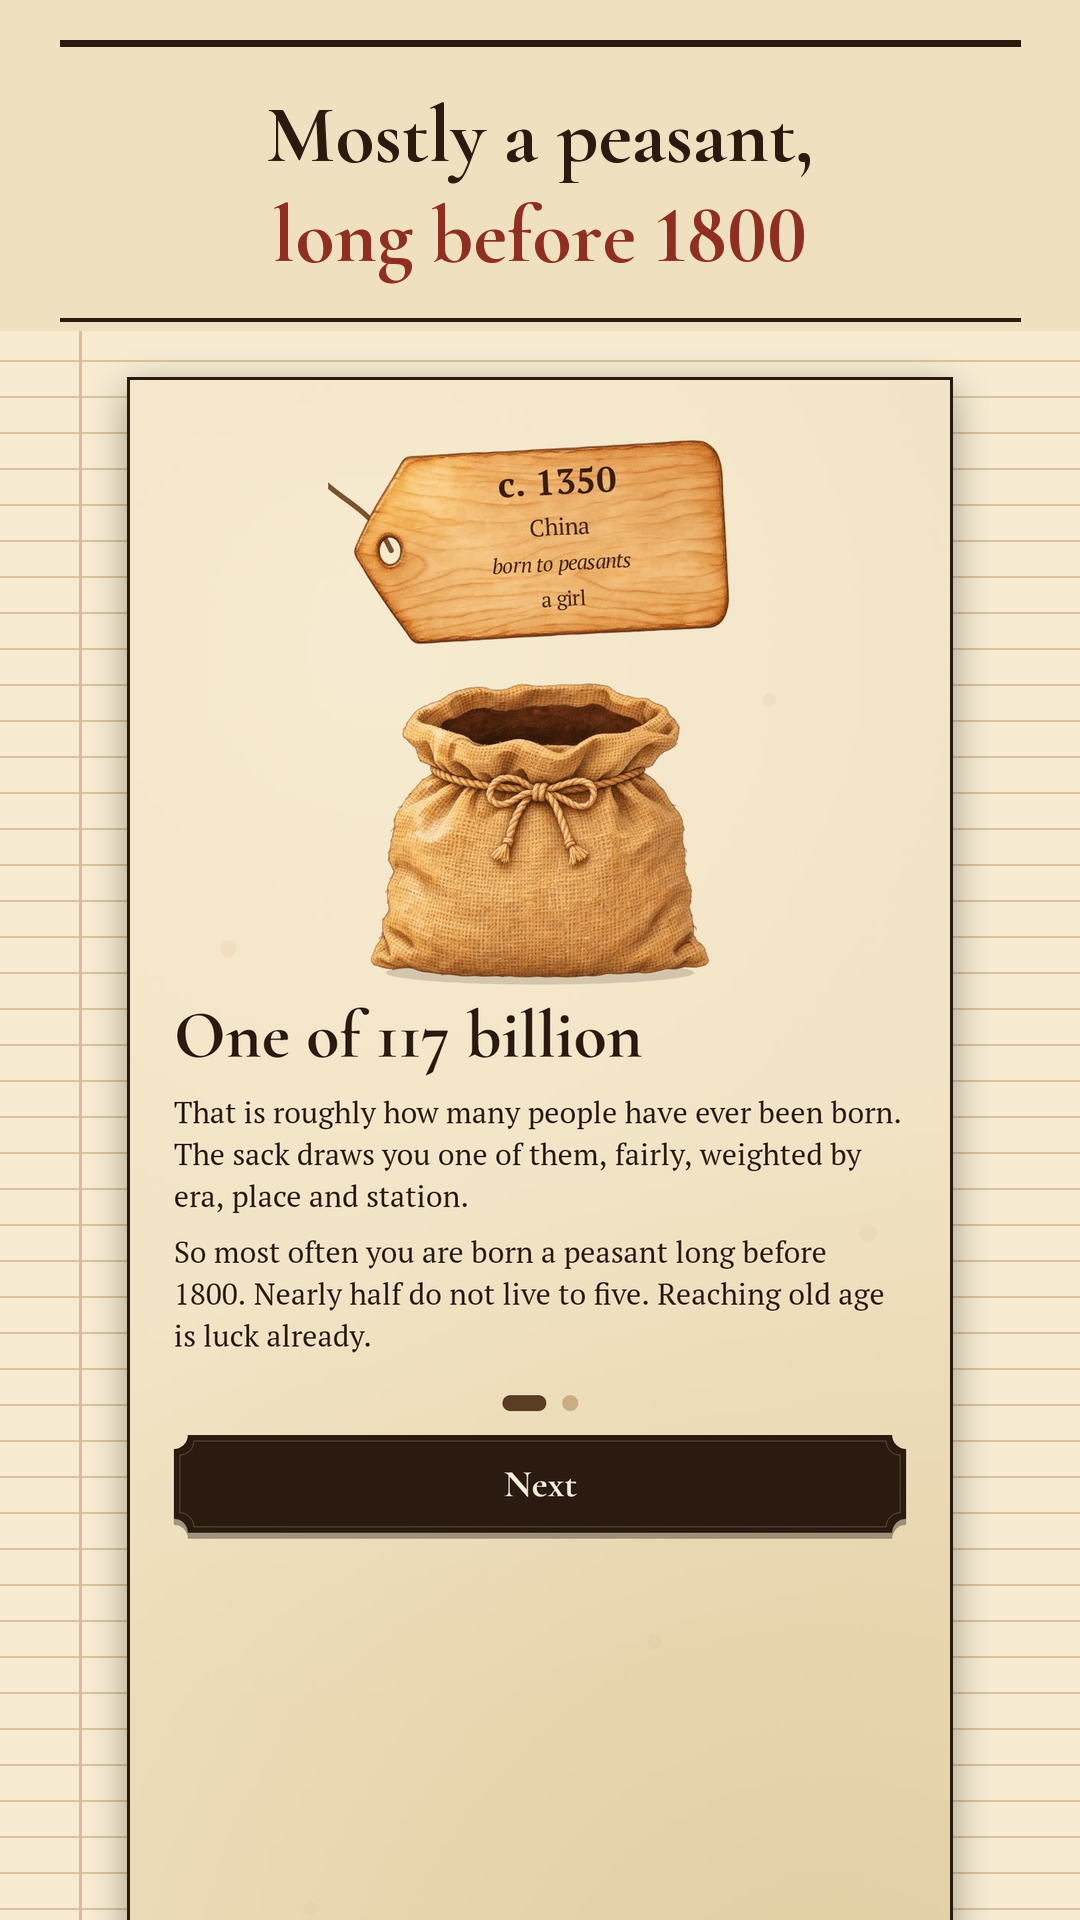 Mostly a peasant,
long before 1800
c. 1350
China
born to peasants
a girl
One of 117 billion
That is roughly how many people have ever been born.
The sack draws you one of them, fairly, weighted by
era, place and station.
So most often you are born a peasant long before
1800. Nearly half do not live to five. Reaching old age
is luck already.
Next